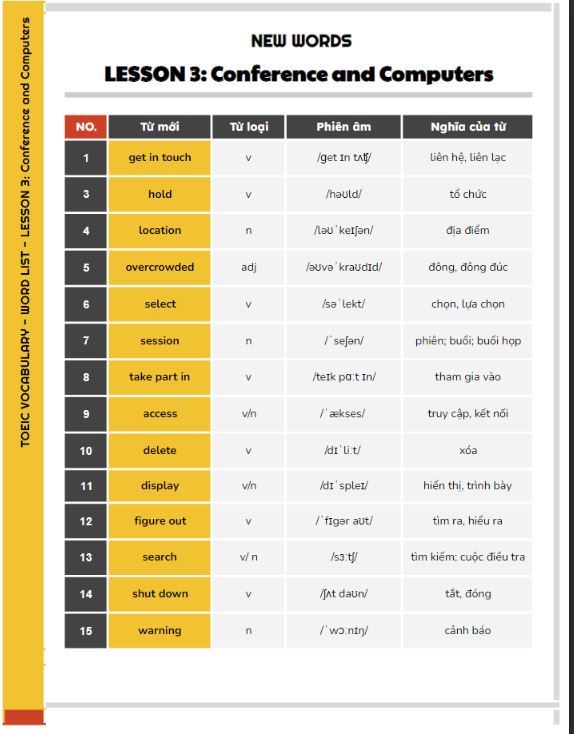 TOEIC VOCABULARY - WORD LIST - LESSON 3: Conference and Computers
NEW WORDS
LESSON 3: Conference and Computers
NO. Từ mới Từ loại Phiên âm Nghĩa của từ
1 get in touch v /get ɪn tʌʧ/ liên hệ, liên lạc
3 hold v /həʊld/ tổ chức
4 location n /ləʊˈkeɪʃən/ địa điểm
5 overcrowded adj /əʊvəˈkraʊdɪd/ đông, đông đúc
6 select v /səˈlekt/ chọn, lựa chọn
7 session n /ˈseʃən/ phiên; buổi; buổi họp
8 take part in v /teɪk pɑːt ɪn/ tham gia vào
9 access v/n /ˈækses/ truy cập, kết nối
10 delete v /dɪˈliːt/ xóa
11 display v/n /dɪˈspleɪ/ hiển thị, trình bày
12 figure out v /ˈfɪgər aʊt/ tìm ra, hiểu ra
13 search v/ n /sɜːʧ/ tìm kiếm; cuộc điều tra
14 shut down v /ʃʌt daʊn/ tắt, đóng
15 warning n /ˈwɔːnɪŋ/ cảnh báo